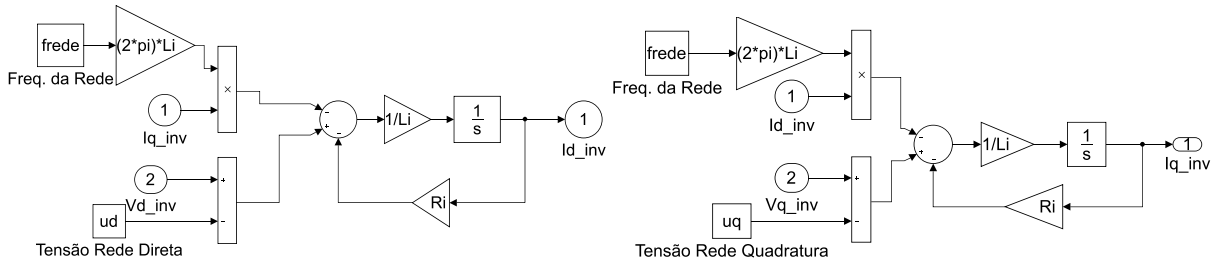 frede
(2*pi)*Li
Freq. da Rede
×
1
Iq_inv
2
Vd_inv
ud
Tensão Rede Direta
+
-
-
+
-
1/Li
1
s
1
Id_inv
Ri
frede
(2*pi)*Li
Freq. da Rede
×
1
Id_inv
2
Vq_inv
uq
Tensão Rede Quadratura
+
-
-
+
-
1/Li
1
s
1
Iq_inv
Ri